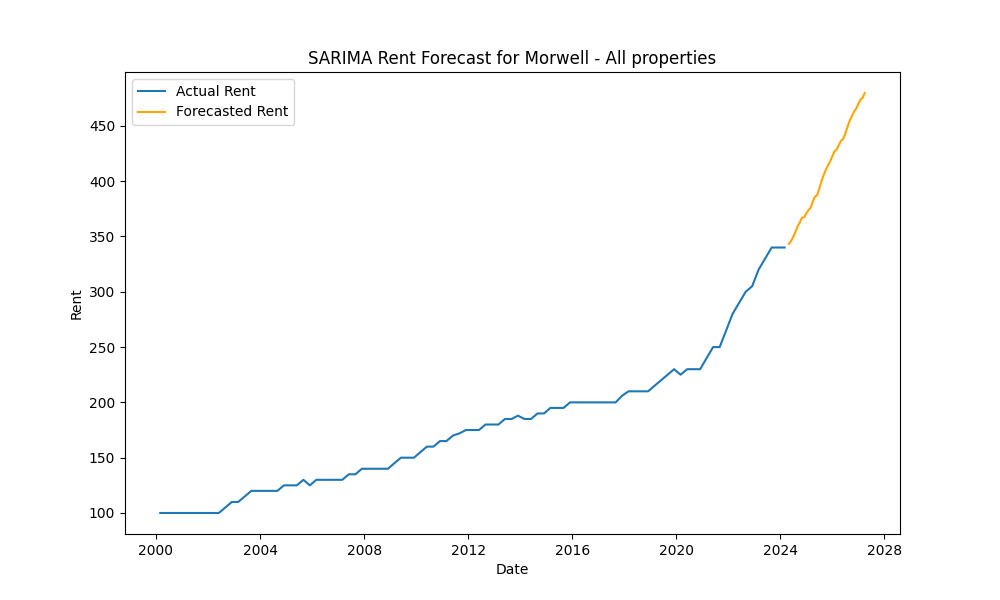 SARIMA Rent Forecast for Morwell - All properties
Actual Rent
Forecasted Rent
450
400
350
300
250
200
150
100
Rent
2000 2004 2008 2012 2016 2020 2024 2028
Date